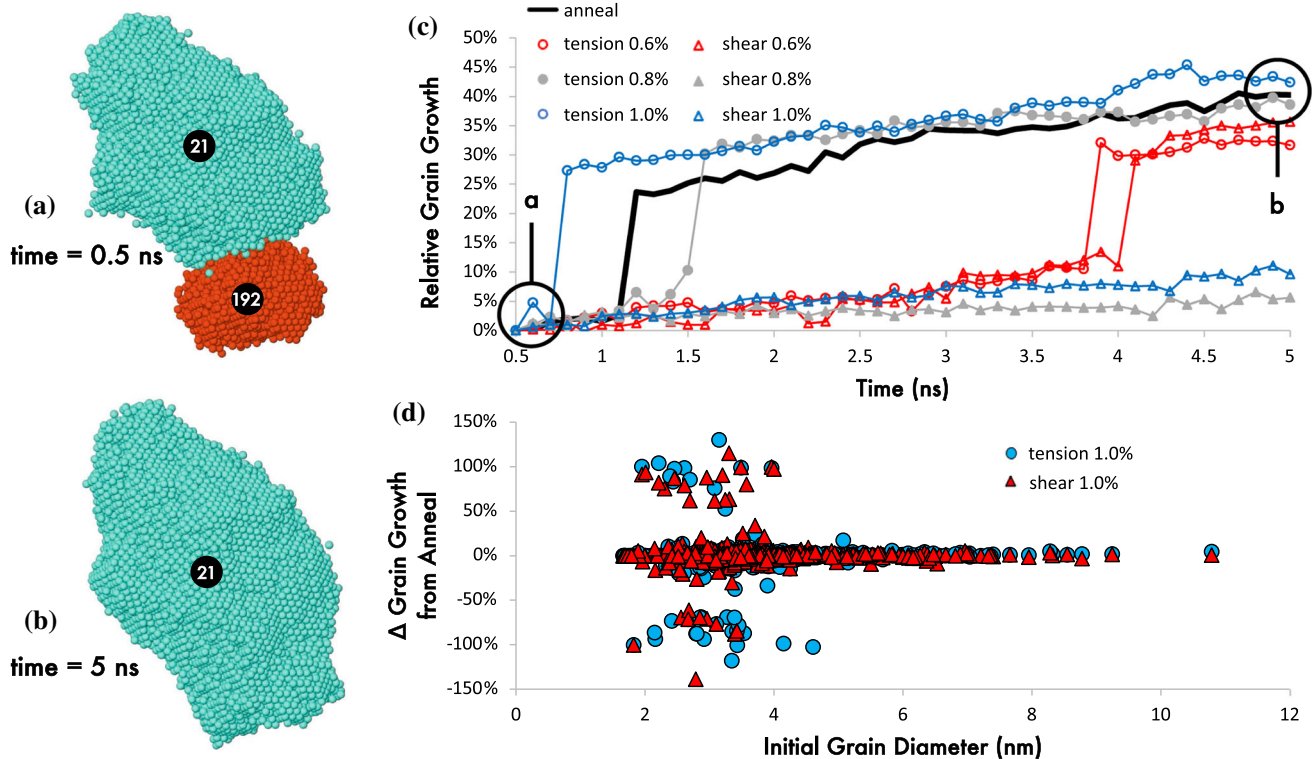 21
(a)
time = 0.5 ns
192
(b)
21
time = 5 ns
(c)
anneal
tension 0.6%
shear 0.6%
tension 0.8%
shear 0.8%
tension 1.0%
shear 1.0%
Relative Grain Growth
50%
45%
40%
35%
30%
25%
20%
15%
10%
5%
0%
a
b
0.5
1
1.5
2
2.5
3
3.5
4
4.5
5
Time (ns)
(d)
Δ Grain Growth
from Anneal
150%
100%
50%
0%
-50%
-100%
-150%
tension 1.0%
shear 1.0%
0
2
4
6
8
10
12
Initial Grain Diameter (nm)